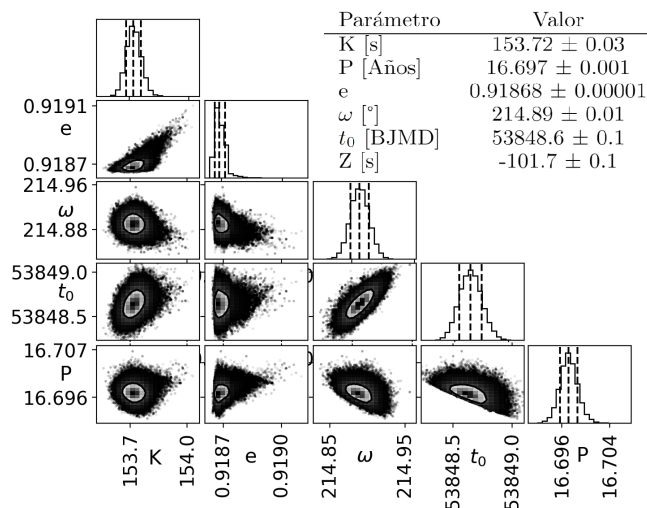 Parámetro Valor
K [s] 153.72 ± 0.03
P [Años] 16.697 ± 0.001
e 0.91868 ± 0.00001
ω [°] 214.89 ± 0.01
t₀ [BJMD] 53848.6 ± 0.1
Z [s] -101.7 ± 0.1
0.9191
e
0.9187
214.96
ω
214.88
53849.0
t₀
53848.5
16.707
P
16.696
153.7 K 154.0 0.9187 e 0.9190 214.85 ω 214.95 53848.5 t₀ 53849.0 16.696 P 16.704